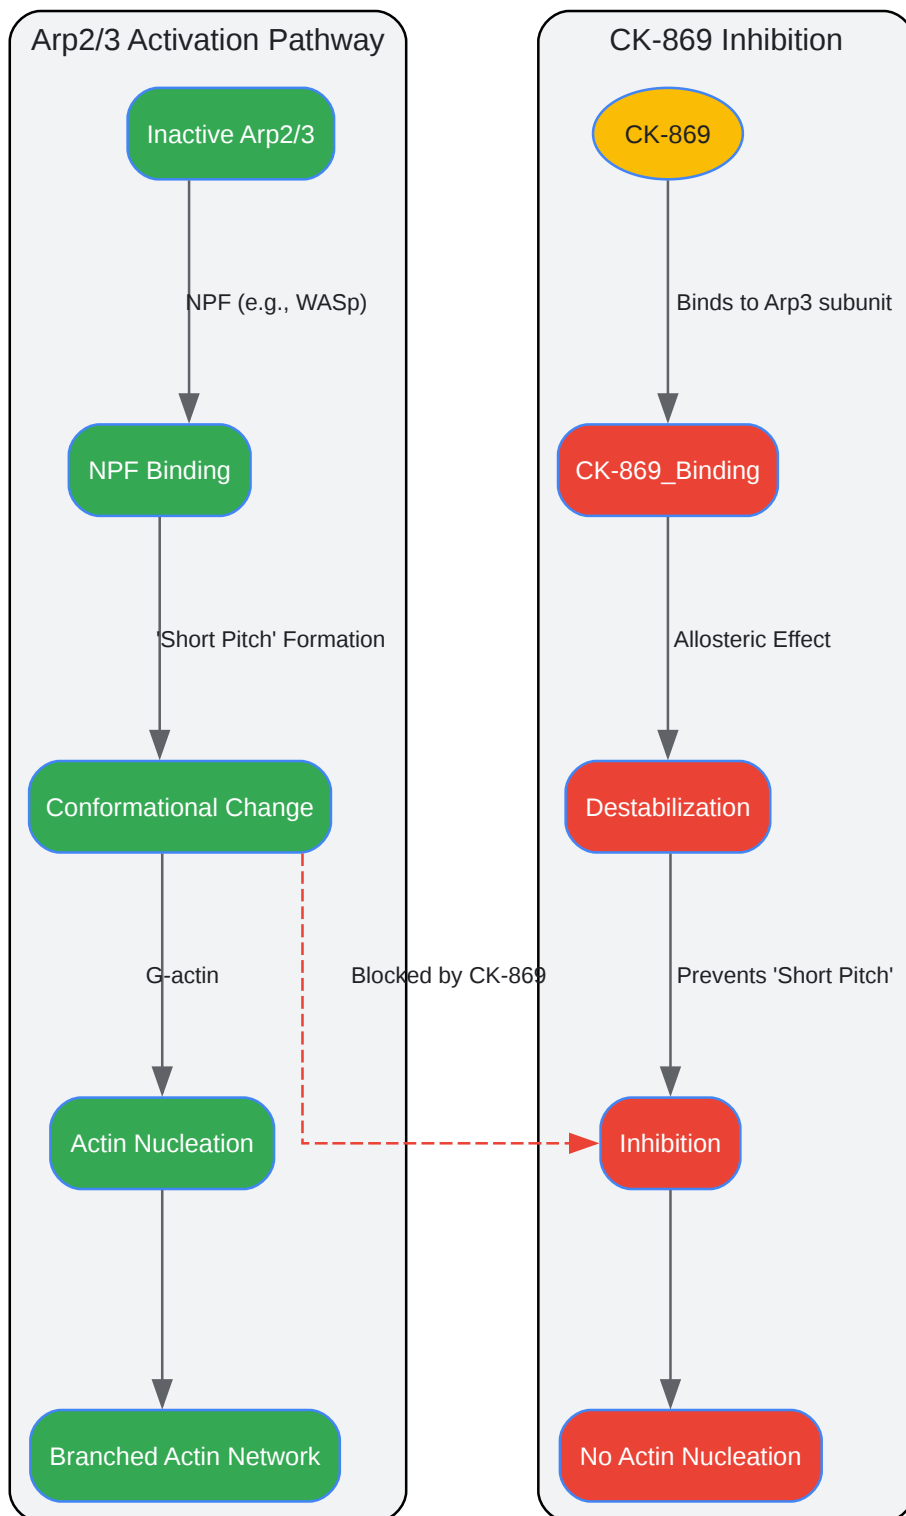 Arp2/3 Activation Pathway
Inactive Arp2/3
NPF (e.g., WASp)
NPF Binding
'Short Pitch' Formation
Conformational Change
G-actin
Blocked by CK-869
Actin Nucleation
Branched Actin Network
CK-869 Inhibition
CK-869
Binds to Arp3 subunit
CK-869_Binding
Allosteric Effect
Destabilization
Prevents 'Short Pitch'
Inhibition
No Actin Nucleation